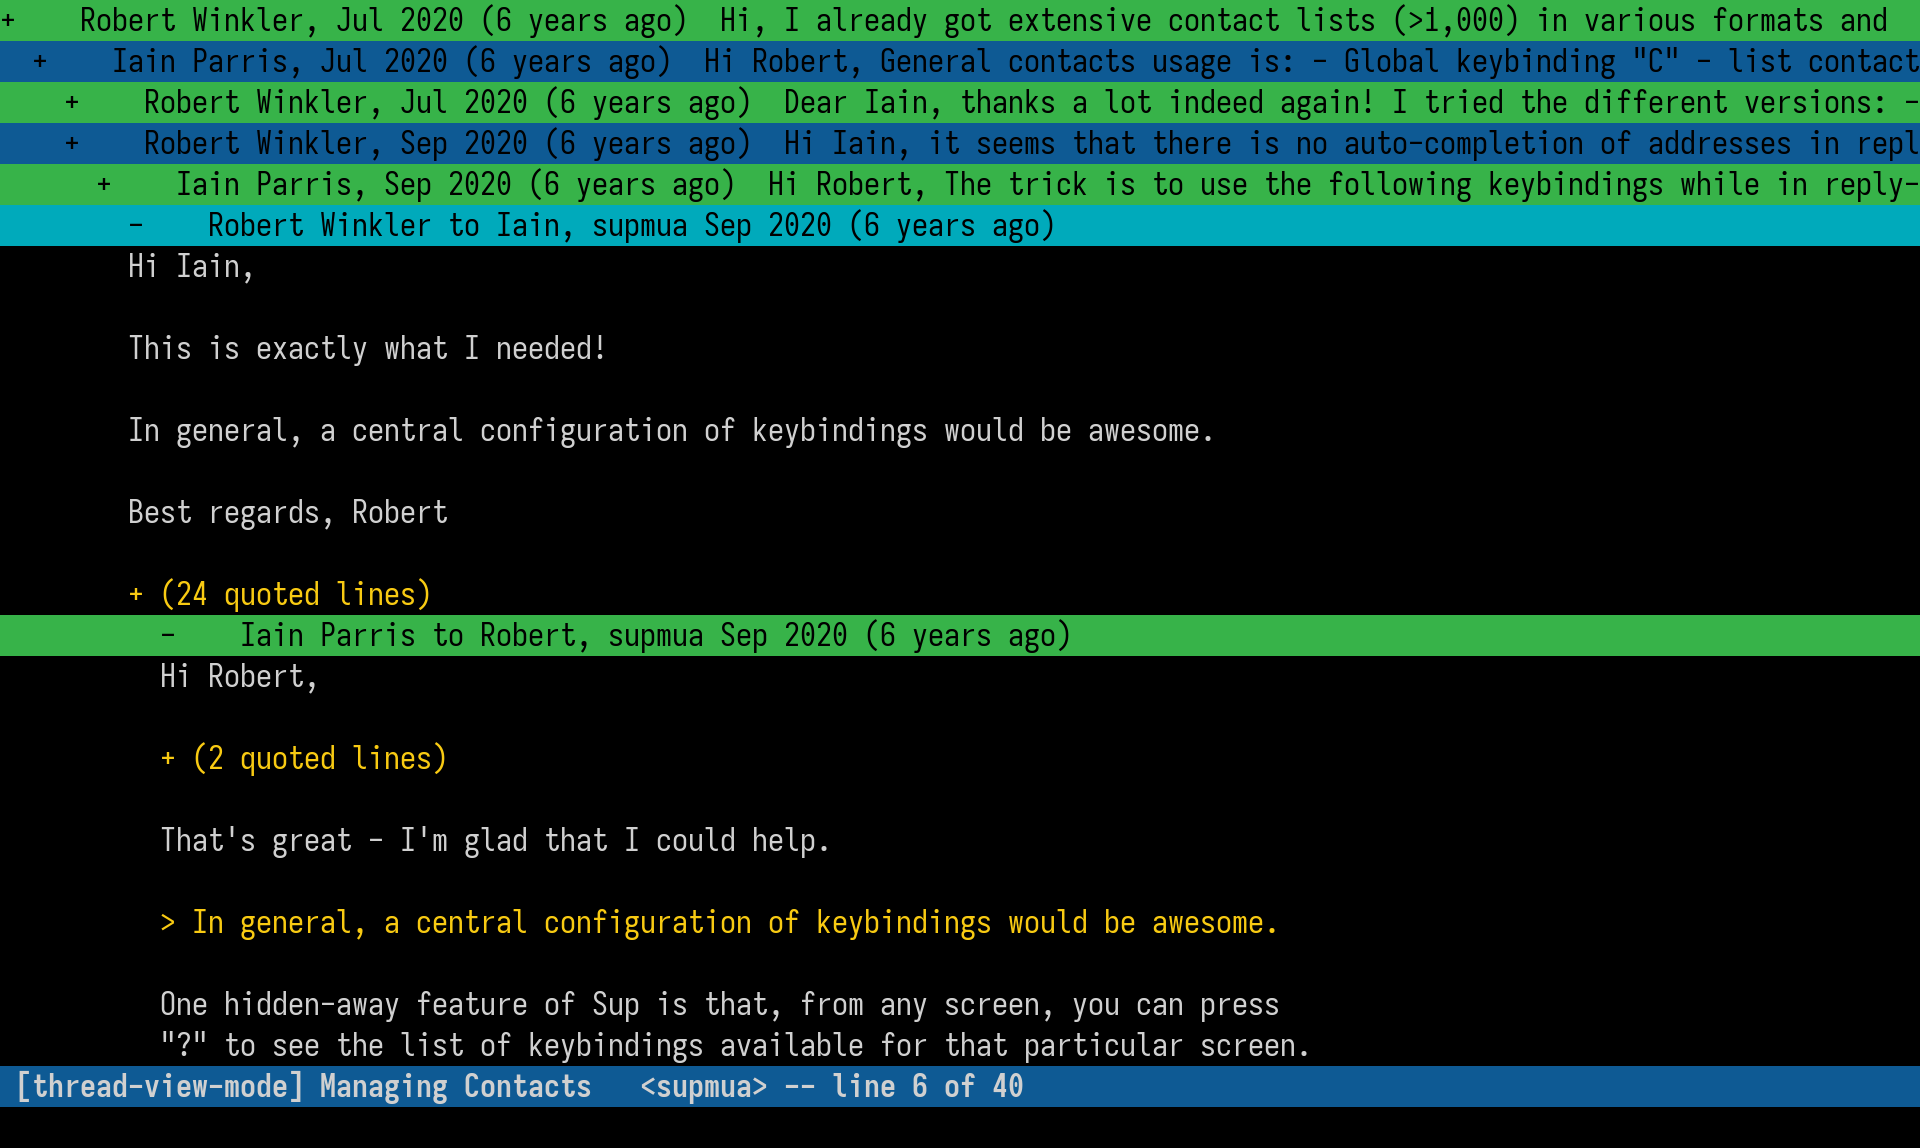 +    Robert Winkler, Jul 2020 (6 years ago)  Hi, I already got extensive contact lists (>1,000) in various formats and
+    Iain Parris, Jul 2020 (6 years ago)  Hi Robert, General contacts usage is: - Global keybinding "C" - list contact
+    Robert Winkler, Jul 2020 (6 years ago)  Dear Iain, thanks a lot indeed again! I tried the different versions: -
+    Robert Winkler, Sep 2020 (6 years ago)  Hi Iain, it seems that there is no auto-completion of addresses in repl
+    Iain Parris, Sep 2020 (6 years ago)  Hi Robert, The trick is to use the following keybindings while in reply-
-    Robert Winkler to Iain, supmua Sep 2020 (6 years ago)
Hi Iain,
This is exactly what I needed!
In general, a central configuration of keybindings would be awesome.
Best regards, Robert
+ (24 quoted lines)
-    Iain Parris to Robert, supmua Sep 2020 (6 years ago)
Hi Robert,
+ (2 quoted lines)
That's great - I'm glad that I could help.
> In general, a central configuration of keybindings would be awesome.
One hidden-away feature of Sup is that, from any screen, you can press
"?" to see the list of keybindings available for that particular screen.
[thread-view-mode] Managing Contacts   <supmua> -- line 6 of 40